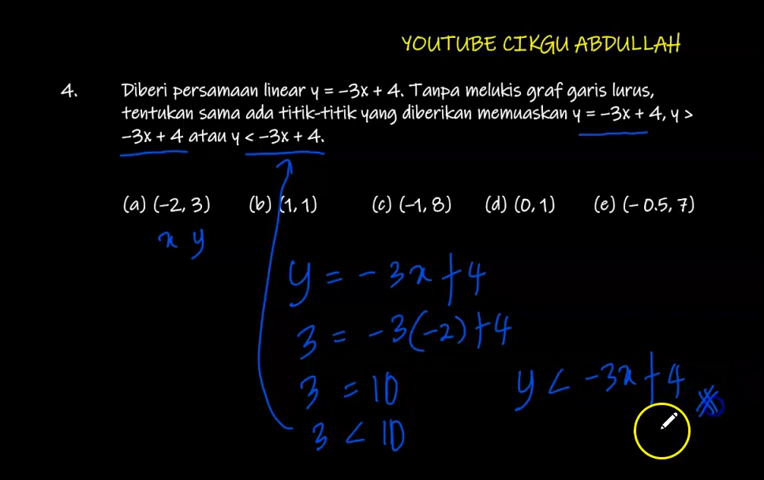 YOUTUBE CIKGU ABDULLAH
4. Diberi persamaan linear y = -3x + 4. Tanpa melukis graf garis lurus,
tentukan sama ada titik-titik yang diberikan memuaskan y = -3x + 4, y >
-3x + 4 atau y < -3x + 4.
(a) (-2, 3) (b) (1, 1) (c) (-1, 8) (d) (0, 1) (e) (- 0.5, 7)
x y
y = -3x + 4
3 = -3(-2) + 4
3 = 10
y < -3x + 4
3 < 10